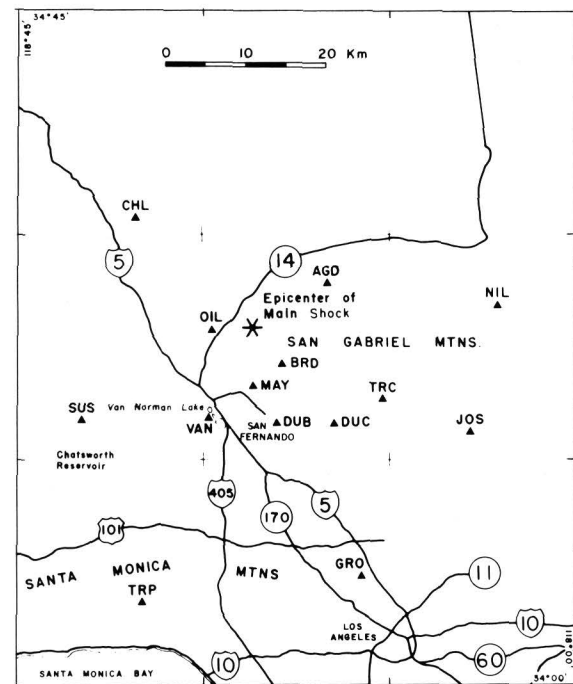 34°45'
118°45'
0 10 20 Km
CHL
5
14
AGD
NIL
Epicenter of
Main Shock
OIL
SAN GABRIEL MTNS.
BRD
MAY
TRC
SUS
Van Norman Lake
VAN
SAN
FERNANDO
DUB
DUC
JOS
Chatsworth
Reservoir
405
170
5
101
SANTA MONICA MTNS
GRO
11
TRP
LOS
ANGELES
10
10
60
SANTA MONICA BAY
34°00'
118°00'